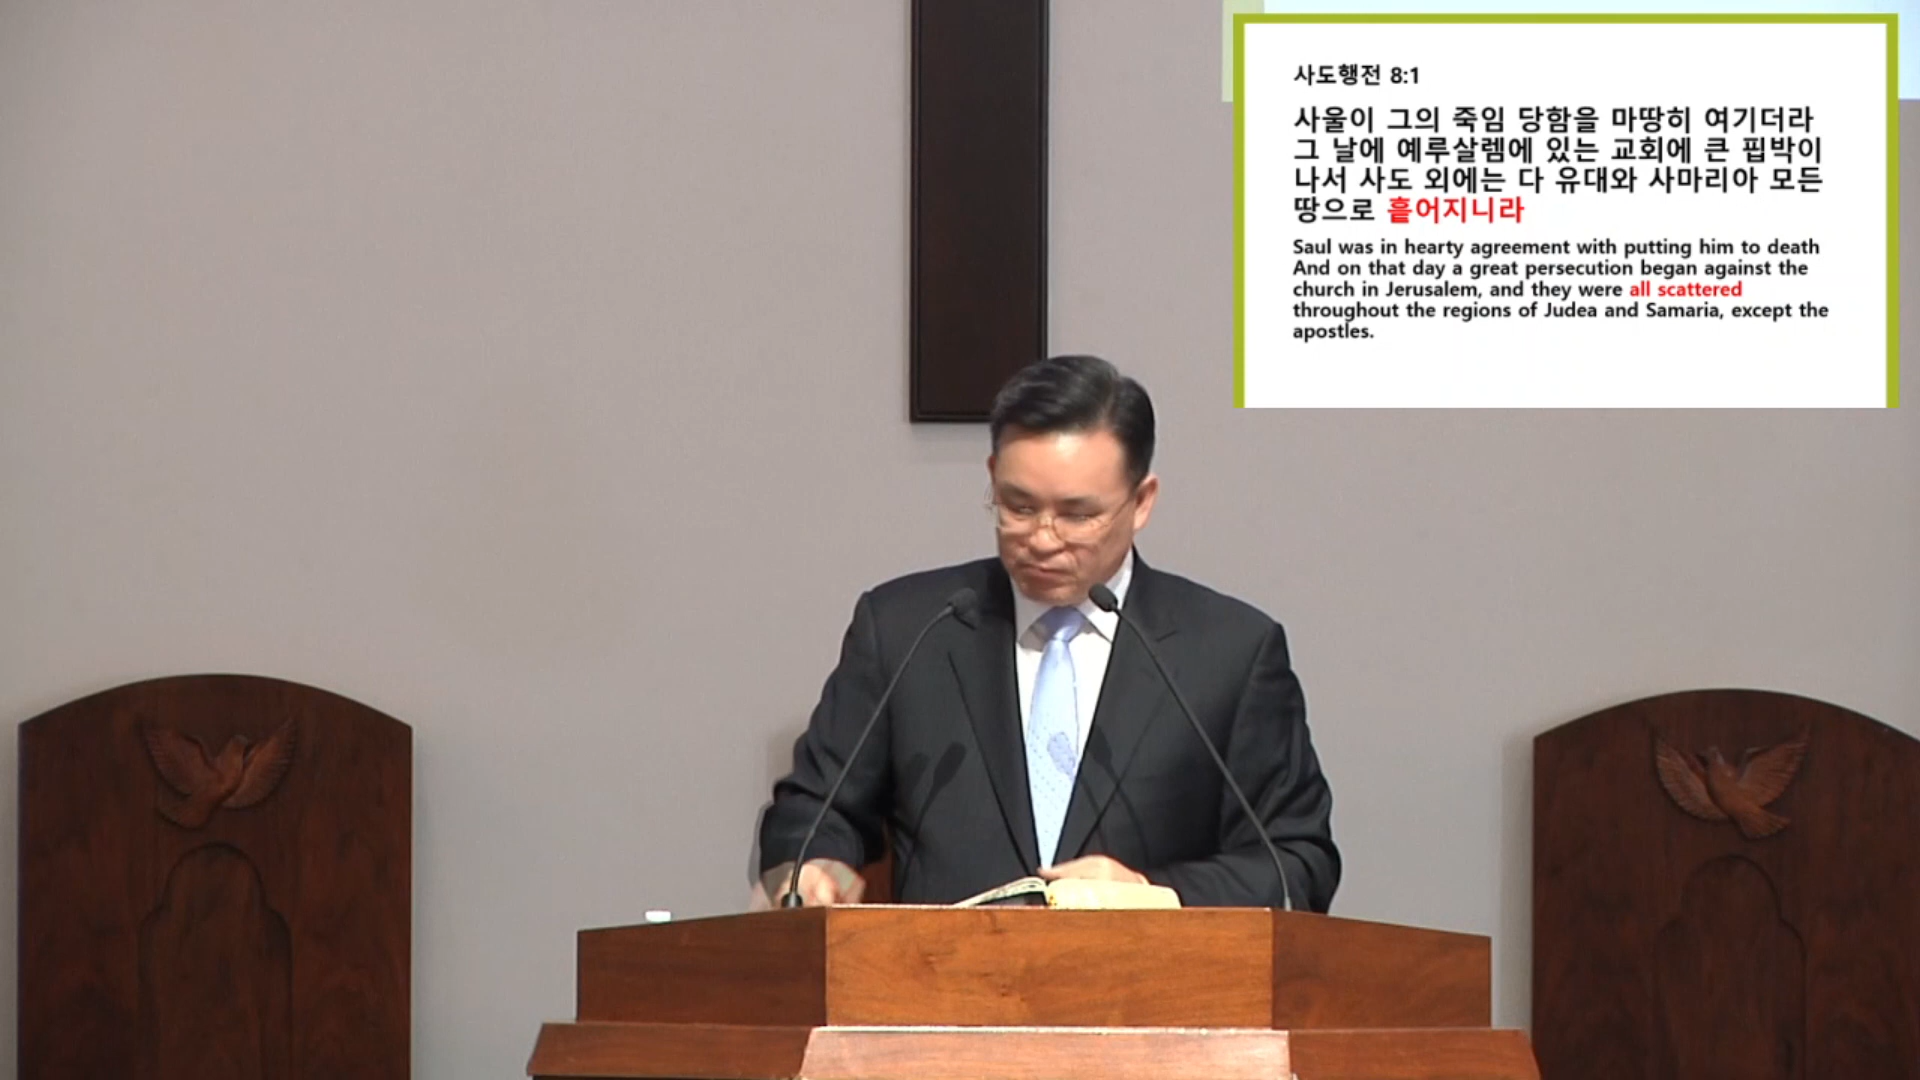 사도행전 8:1
사울이 그의 죽임 당함을 마땅히 여기더라
그 날에 예루살렘에 있는 교회에 큰 핍박이
나서 사도 외에는 다 유대와 사마리아 모든
땅으로 흩어지니라
Saul was in hearty agreement with putting him to death
And on that day a great persecution began against the
church in Jerusalem, and they were all scattered
throughout the regions of Judea and Samaria, except the
apostles.